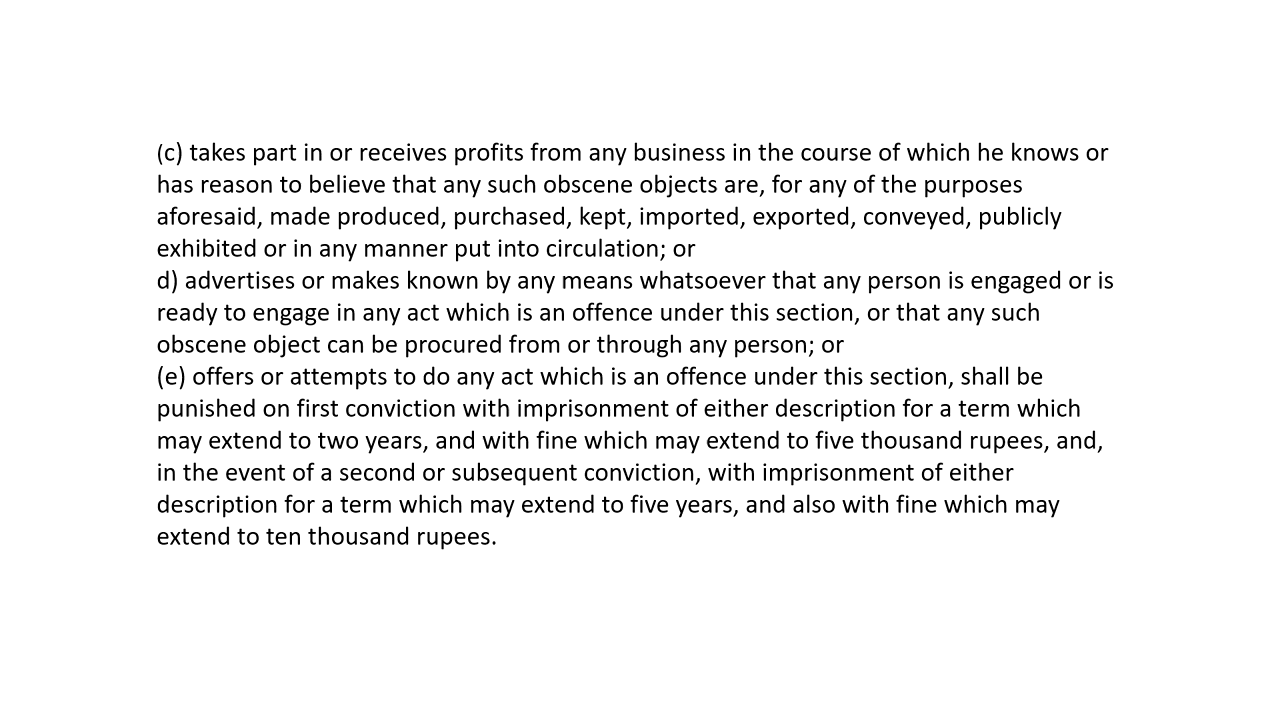 (c) takes part in or receives profits from any business in the course of which he knows or
has reason to believe that any such obscene objects are, for any of the purposes
aforesaid, made produced, purchased, kept, imported, exported, conveyed, publicly
exhibited or in any manner put into circulation; or
d) advertises or makes known by any means whatsoever that any person is engaged or is
ready to engage in any act which is an offence under this section, or that any such
obscene object can be procured from or through any person; or
(e) offers or attempts to do any act which is an offence under this section, shall be
punished on first conviction with imprisonment of either description for a term which
may extend to two years, and with fine which may extend to five thousand rupees, and,
in the event of a second or subsequent conviction, with imprisonment of either
description for a term which may extend to five years, and also with fine which may
extend to ten thousand rupees.